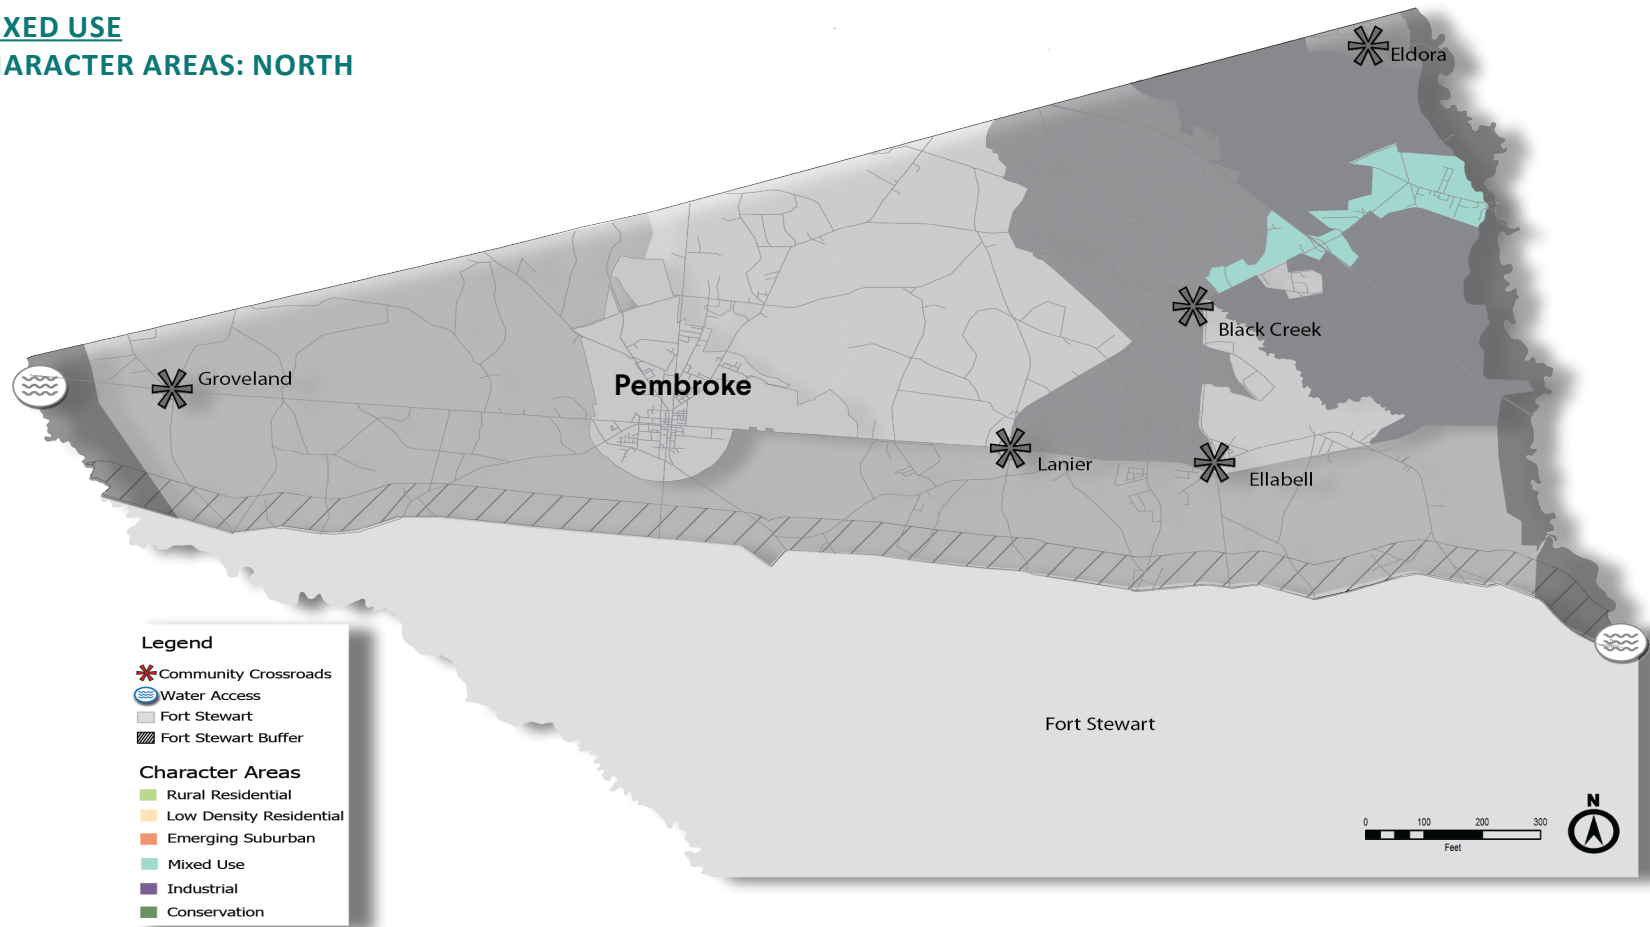 IXED USE
HARACTER AREAS: NORTH
Eldora
Black Creek
Groveland
Pembroke
Lanier
Ellabell
Fort Stewart
Legend
Community Crossroads
Water Access
Fort Stewart
Fort Stewart Buffer
Character Areas
Rural Residential
Low Density Residential
Emerging Suburban
Mixed Use
Industrial
Conservation
0 100 200 300
Feet
N